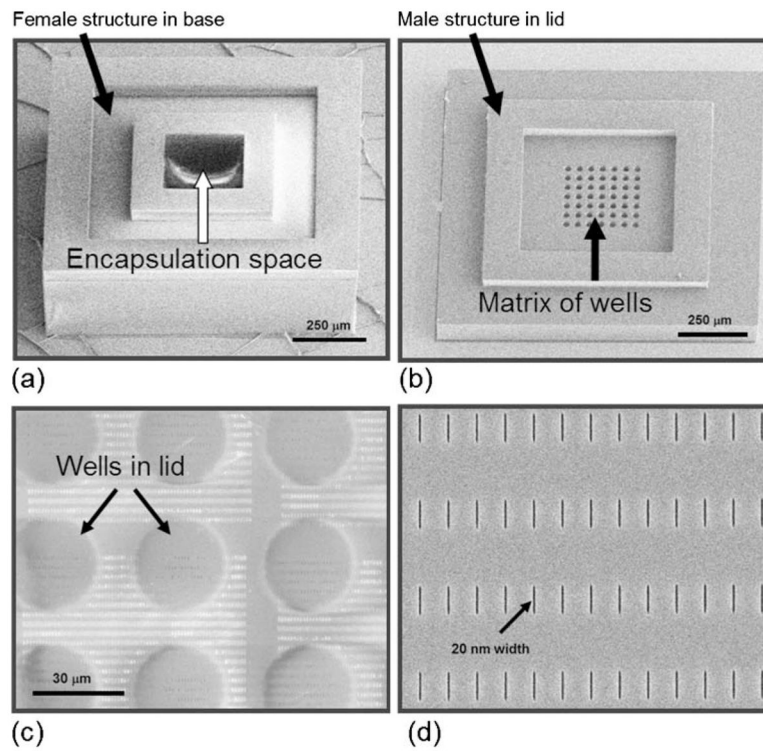 Female structure in base
Male structure in lid
Encapsulation space
250 μm
(a)
Matrix of wells
250 μm
(b)
Wells in lid
30 μm
(c)
20 nm width
(d)